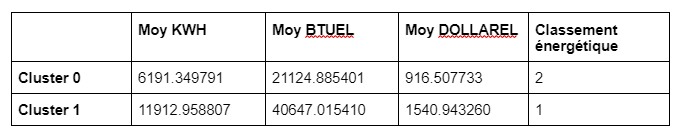 Moy KWH Moy BTUEL Moy DOLLAREL Classement
énergétique
Cluster 0 6191.349791 21124.885401 916.507733 2
Cluster 1 11912.958807 40647.015410 1540.943260 1